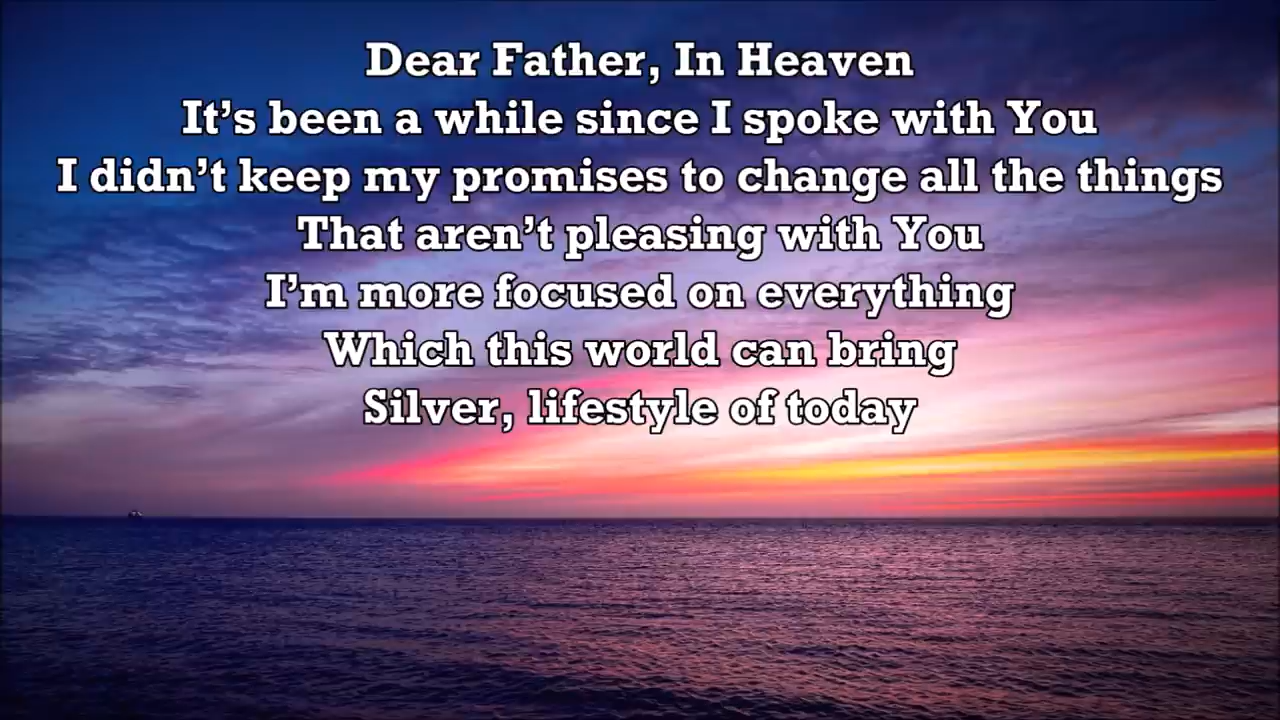 Dear Father, In Heaven
It’s been a while since I spoke with You
I didn’t keep my promises to change all the things
That aren’t pleasing with You
I’m more focused on everything
Which this world can bring
Silver, lifestyle of today